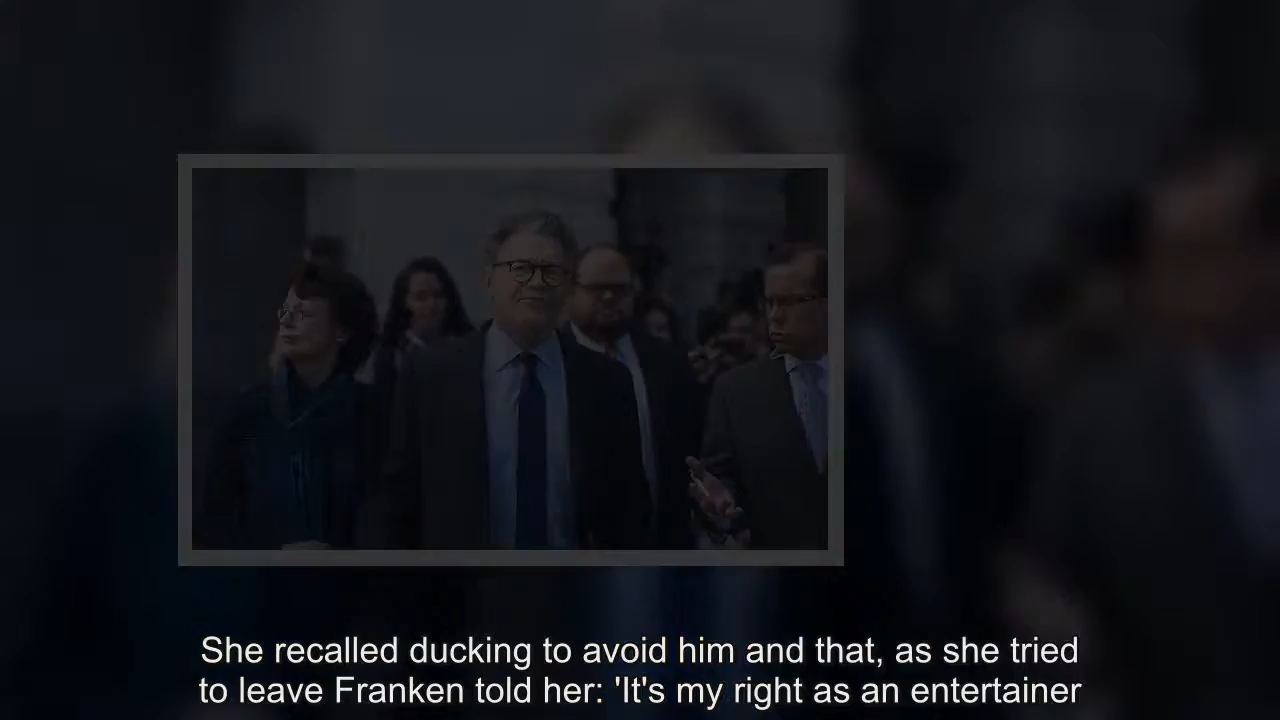 She recalled ducking to avoid him and that, as she tried
to leave Franken told her: 'It's my right as an entertainer